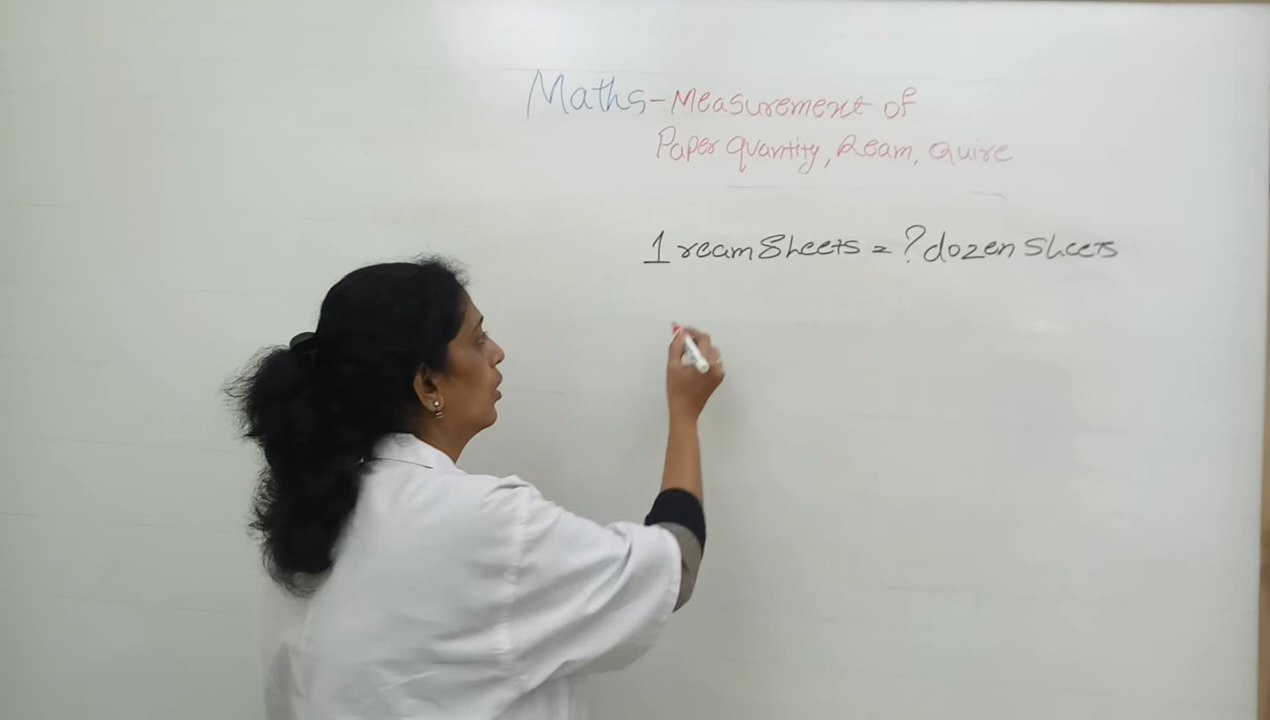 Maths - Measurement of
Paper quantity, Ream, Quire
1 ream Sheets = ? dozen Sheets